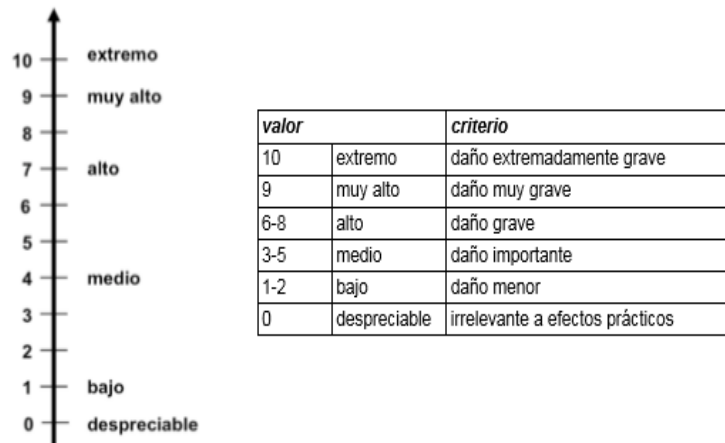 10 extremo
9 muy alto
8
7 alto
6
5
4 medio
3
2
1 bajo
0 despreciable
valor criterio
10 extremo daño extremadamente grave
9 muy alto daño muy grave
6-8 alto daño grave
3-5 medio daño importante
1-2 bajo daño menor
0 despreciable irrelevante a efectos prácticos